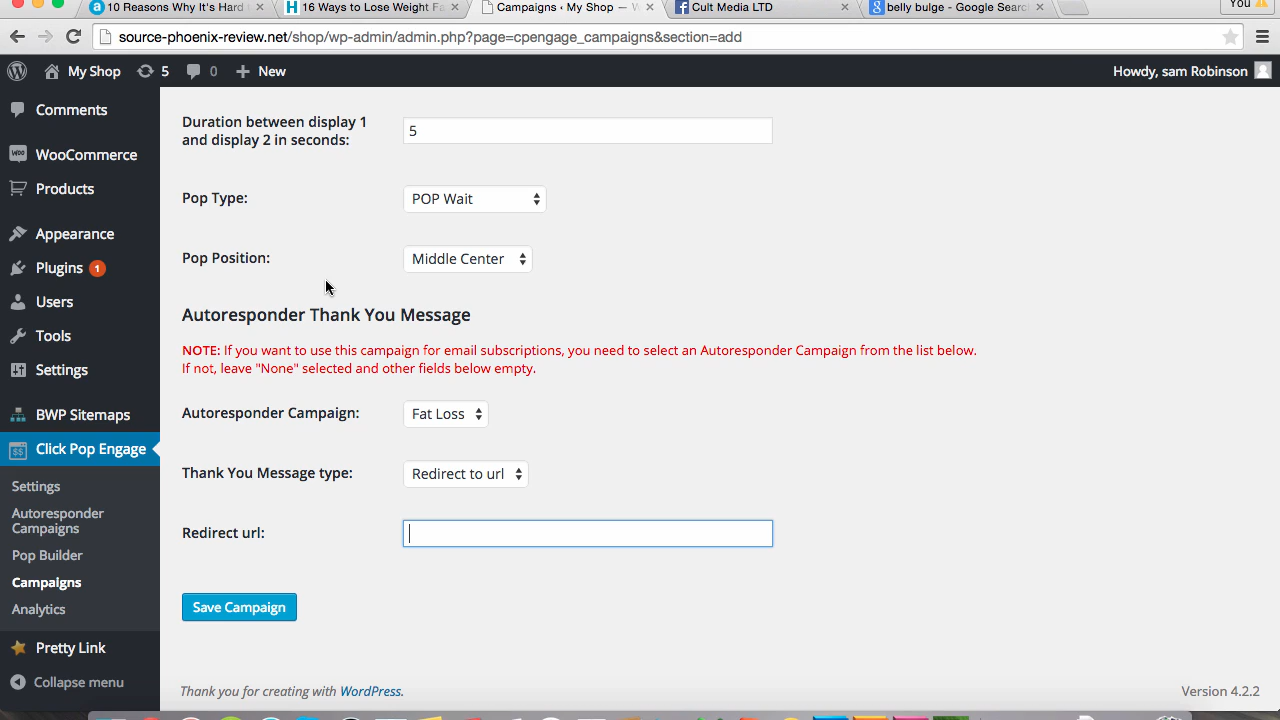 10 Reasons Why It's Hard
16 Ways to Lose Weight Fa
Campaigns ‹ My Shop —
Cult Media LTD
belly bulge - Google Searc
You
source-phoenix-review.net/shop/wp-admin/admin.php?page=cpengage_campaigns&section=add
My Shop
5
0
New
Howdy, sam Robinson
Comments
WooCommerce
Products
Appearance
Plugins 1
Users
Tools
Settings
BWP Sitemaps
Click Pop Engage
Settings
Autoresponder
Campaigns
Pop Builder
Campaigns
Analytics
Pretty Link
Collapse menu
Duration between display 1
and display 2 in seconds:
5
Pop Type:
POP Wait
Pop Position:
Middle Center
Autoresponder Thank You Message
NOTE: If you want to use this campaign for email subscriptions, you need to select an Autoresponder Campaign from the list below.
If not, leave "None" selected and other fields below empty.
Autoresponder Campaign:
Fat Loss
Thank You Message type:
Redirect to url
Redirect url:
Save Campaign
Thank you for creating with WordPress.
Version 4.2.2